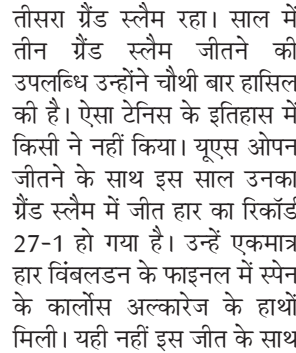 तीसरा ग्रैंड स्लैम रहा। साल में
तीन ग्रैंड स्लैम जीतने की
उपलब्धि उन्होंने चौथी बार हासिल
की है। ऐसा टेनिस के इतिहास में
किसी ने नहीं किया। यूएस ओपन
जीतने के साथ इस साल उनका
ग्रैंड स्लैम में जीत हार का रिकॉर्ड
27-1 हो गया है। उन्हें एकमात्र
हार विंबलडन के फाइनल में स्पेन
के कार्लोस अल्कारेज के हाथों
मिली। यही नहीं इस जीत के साथ